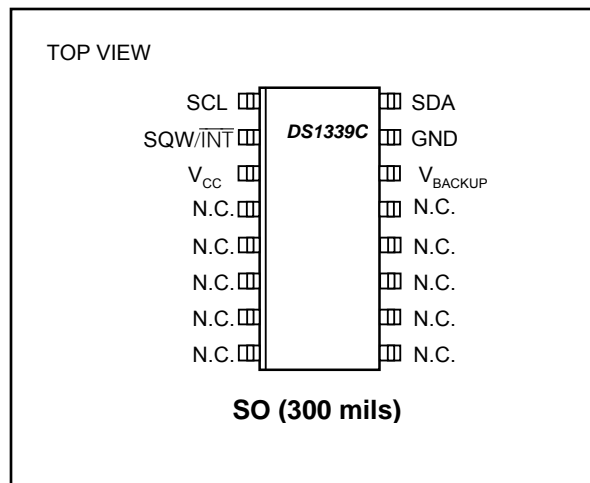 TOP VIEW
SCL SDA
SQW/INT DS1339C GND
VCC VBACKUP
N.C. N.C.
N.C. N.C.
N.C. N.C.
N.C. N.C.
N.C. N.C.
SO (300 mils)